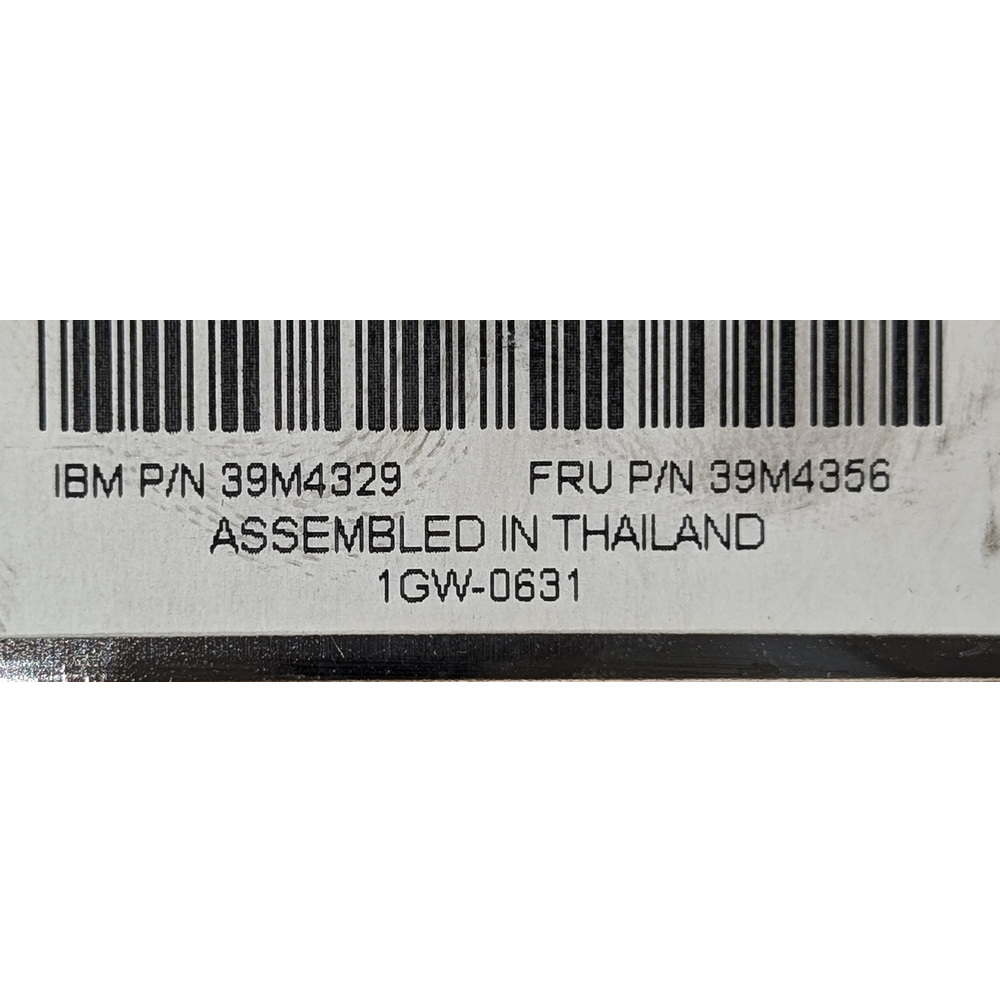 IBM P/N 39M4329 FRU P/N 39M4356
ASSEMBLED IN THAILAND
1GW-0631